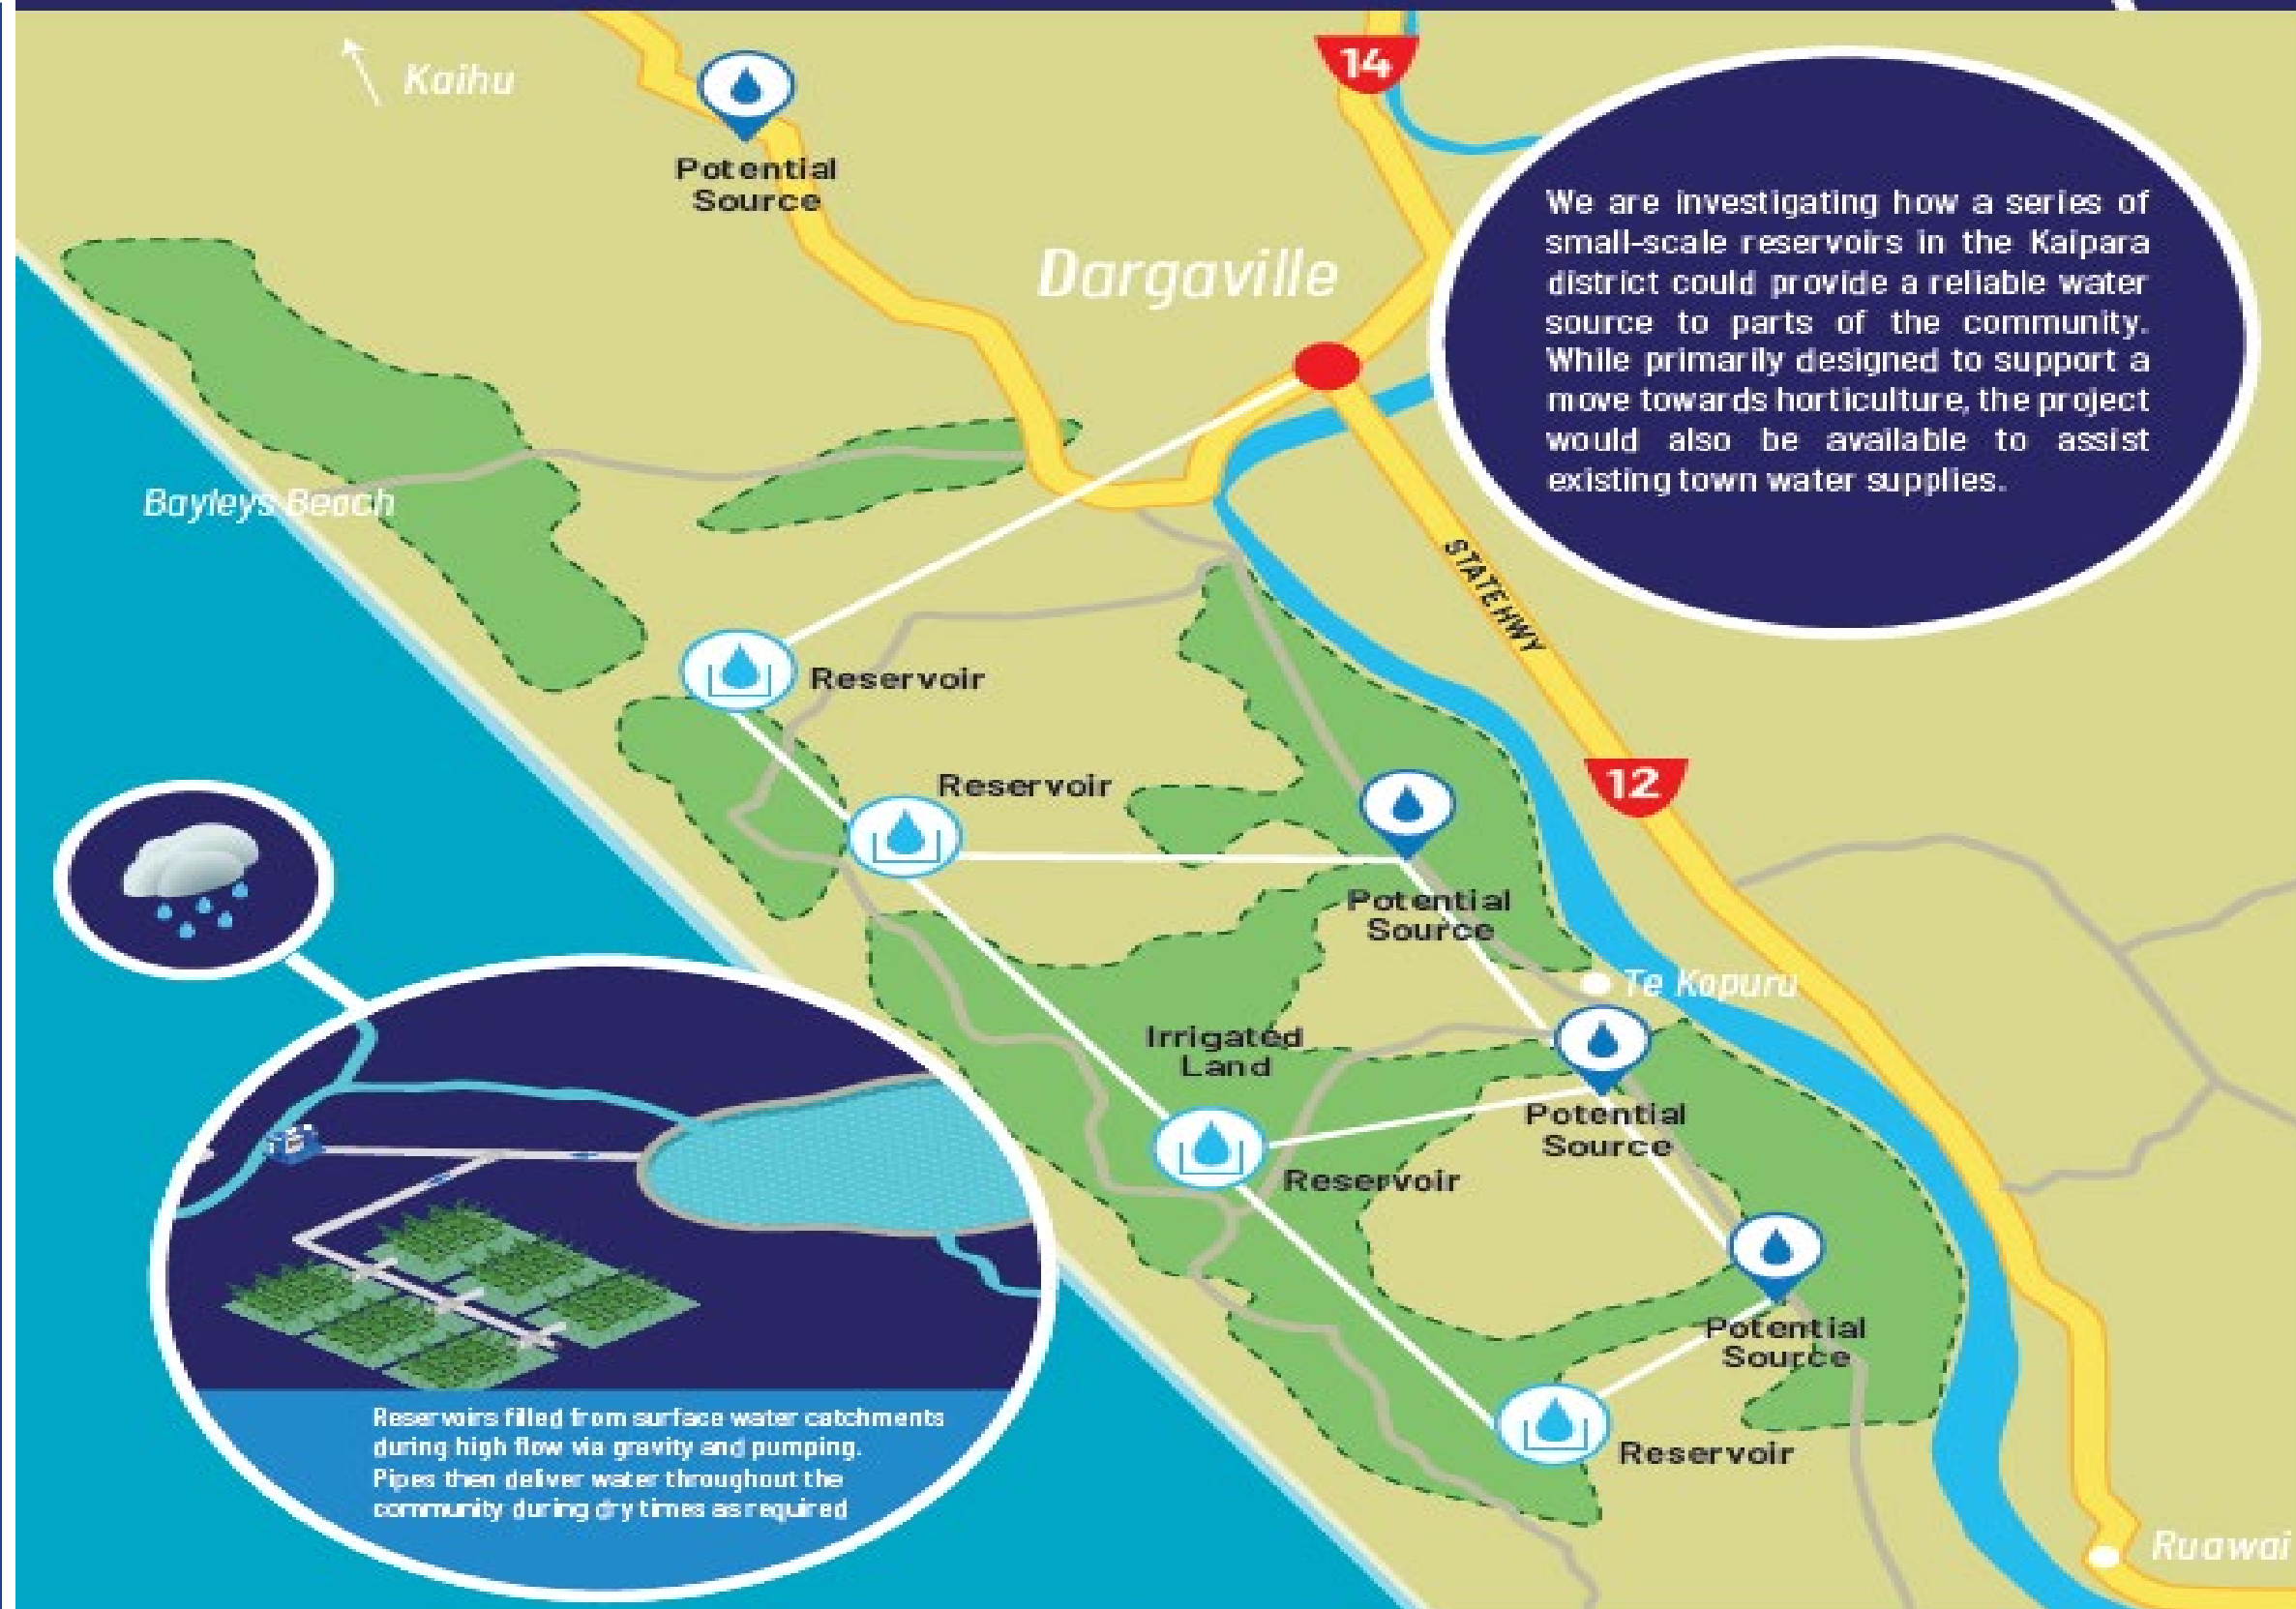 Kaihu
14
Potential
Source
Dargaville
We are investigating how a series of
small-scale reservoirs in the Kaipara
district could provide a reliable water
source to parts of the community.
While primarily designed to support a
move towards horticulture, the project
would also be available to assist
existing town water supplies.
Bayleys Beach
STATE HWY
Reservoir
12
Reservoir
Potential
Source
Te Kopuru
Irrigated
Land
Potential
Source
Reservoir
Potential
Source
Reservoir
Reservoirs filled from surface water catchments
during high flow via gravity and pumping.
Pipes then deliver water throughout the
community during dry times as required
Ruawai